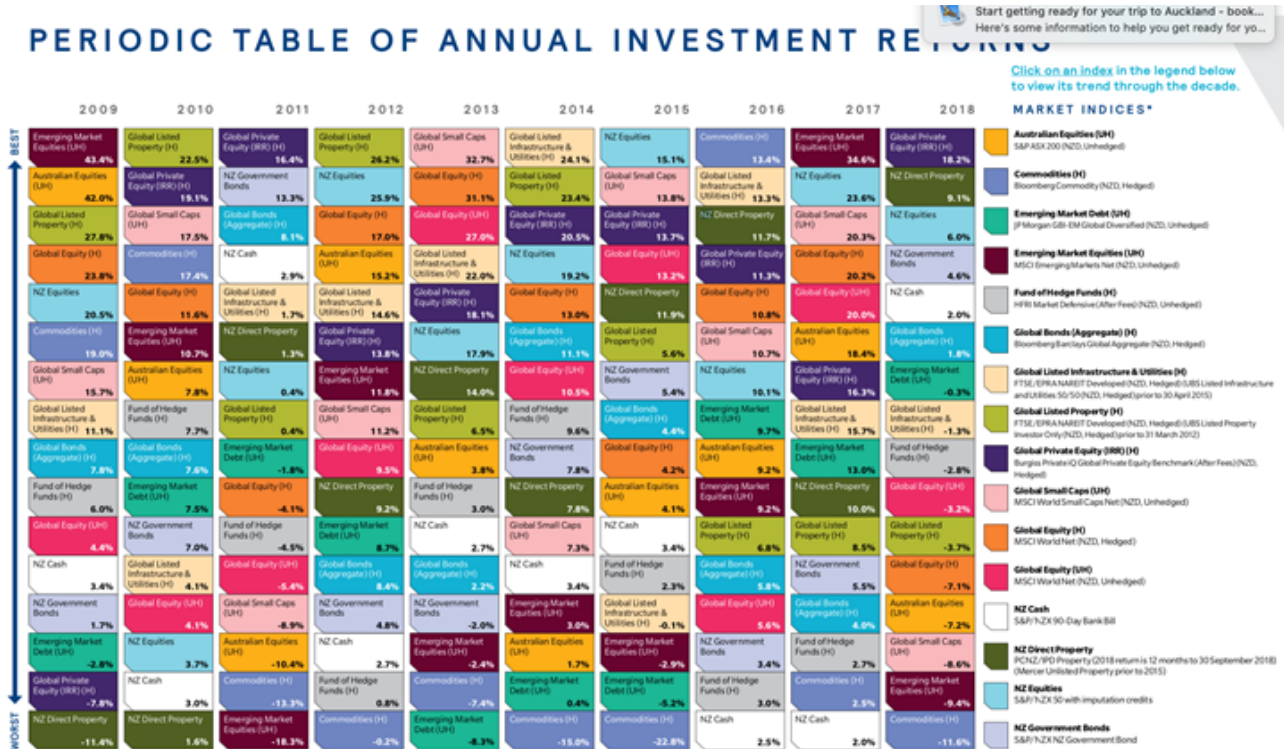 Start getting ready for your trip to Auckland - book...
Here's some information to help you get ready for yo...
PERIODIC TABLE OF ANNUAL INVESTMENT RETURNS
Click on an index in the legend below
to view its trend through the decade.
2009 2010 2011 2012 2013 2014 2015 2016 2017 2018
MARKET INDICES*
BEST
WORST
Emerging Market
Equities (UH)
43.4%
Australian Equities
(UH)
42.0%
Global Listed
Property (H)
27.8%
Global Equity (H)
23.8%
NZ Equities
20.5%
Commodities (H)
19.0%
Global Small Caps
(UH)
15.7%
Global Listed
Infrastructure &
Utilities (H) 11.1%
Global Bonds
(Aggregate) (H)
7.8%
Fund of Hedge
Funds (H)
6.0%
Global Equity (UH)
4.4%
NZ Cash
3.4%
NZ Government
Bonds
1.7%
Emerging Market
Debt (UH)
-2.8%
Global Private
Equity (IRR) (H)
-7.8%
NZ Direct Property
-11.4%
Global Listed
Property (H)
22.5%
Global Private
Equity (IRR) (H)
19.1%
Global Small Caps
(UH)
17.5%
Commodities (H)
17.4%
Global Equity (H)
11.6%
Emerging Market
Equities (UH)
10.7%
Australian Equities
(UH)
7.8%
Fund of Hedge
Funds (H)
7.7%
Global Bonds
(Aggregate) (H)
7.6%
Emerging Market
Debt (UH)
7.5%
NZ Government
Bonds
7.0%
Global Listed
Infrastructure &
Utilities (H) 4.1%
Global Equity (UH)
4.1%
NZ Equities
3.7%
NZ Cash
3.0%
NZ Direct Property
1.6%
Global Private
Equity (IRR) (H)
16.4%
NZ Government
Bonds
13.3%
Global Bonds
(Aggregate) (H)
8.1%
NZ Cash
2.9%
Global Listed
Infrastructure &
Utilities (H) 1.7%
NZ Direct Property
1.3%
NZ Equities
0.4%
Global Listed
Property (H)
0.4%
Emerging Market
Debt (UH)
-1.8%
Global Equity (H)
-4.1%
Fund of Hedge
Funds (H)
-4.5%
Global Equity (UH)
-5.4%
Global Small Caps
(UH)
-8.9%
Australian Equities
(UH)
-10.4%
Commodities (H)
-13.3%
Emerging Market
Equities (UH)
-18.3%
Global Listed
Property (H)
26.2%
NZ Equities
25.9%
Global Equity (H)
17.0%
Australian Equities
(UH)
15.2%
Global Listed
Infrastructure &
Utilities (H) 14.6%
Global Private
Equity (IRR) (H)
13.8%
Emerging Market
Equities (UH)
11.8%
Global Small Caps
(UH)
11.2%
Global Equity (UH)
9.5%
NZ Direct Property
9.2%
Emerging Market
Debt (UH)
8.7%
Global Bonds
(Aggregate) (H)
8.4%
NZ Government
Bonds
4.8%
NZ Cash
2.7%
Fund of Hedge
Funds (H)
0.8%
Commodities (H)
-0.2%
Global Small Caps
(UH)
32.7%
Global Equity (H)
31.1%
Global Equity (UH)
27.0%
Global Listed
Infrastructure &
Utilities (H) 22.0%
Global Private
Equity (IRR) (H)
18.1%
NZ Equities
17.9%
NZ Direct Property
14.0%
Global Listed
Property (H)
6.5%
Australian Equities
(UH)
3.8%
Fund of Hedge
Funds (H)
3.0%
NZ Cash
2.7%
Global Bonds
(Aggregate) (H)
2.2%
NZ Government
Bonds
-2.0%
Emerging Market
Equities (UH)
-2.4%
Commodities (H)
-7.4%
Emerging Market
Debt (UH)
-8.3%
Global Listed
Infrastructure &
Utilities (H) 24.1%
Global Listed
Property (H)
23.4%
Global Private
Equity (IRR) (H)
20.5%
NZ Equities
19.2%
Global Equity (H)
13.0%
Global Bonds
(Aggregate) (H)
11.1%
Global Equity (UH)
10.5%
Fund of Hedge
Funds (H)
9.6%
NZ Government
Bonds
7.8%
NZ Direct Property
7.8%
Global Small Caps
(UH)
7.3%
NZ Cash
3.4%
Emerging Market
Equities (UH)
3.0%
Australian Equities
(UH)
1.7%
Emerging Market
Debt (UH)
0.4%
Commodities (H)
-15.0%
NZ Equities
15.1%
Global Small Caps
(UH)
13.8%
Global Private
Equity (IRR) (H)
13.7%
Global Equity (UH)
13.2%
NZ Direct Property
11.9%
Global Listed
Property (H)
5.6%
NZ Government
Bonds
5.4%
Global Bonds
(Aggregate) (H)
4.4%
Global Equity (H)
4.2%
Australian Equities
(UH)
4.1%
NZ Cash
3.4%
Fund of Hedge
Funds (H)
2.3%
Global Listed
Infrastructure &
Utilities (H) -0.1%
Emerging Market
Equities (UH)
-2.9%
Emerging Market
Debt (UH)
-5.2%
Commodities (H)
-22.8%
Commodities (H)
13.4%
Global Listed
Infrastructure &
Utilities (H) 13.3%
NZ Direct Property
11.7%
Global Private Equity
(IRR) (H)
11.3%
Global Equity (H)
10.8%
Global Small Caps
(UH)
10.7%
NZ Equities
10.1%
Emerging Market
Debt (UH)
9.7%
Australian Equities
(UH)
9.2%
Emerging Market
Equities (UH)
9.2%
Global Listed
Property (H)
6.8%
Global Bonds
(Aggregate) (H)
5.8%
Global Equity (UH)
5.6%
NZ Government
Bonds
3.4%
Fund of Hedge
Funds (H)
3.0%
NZ Cash
2.5%
Emerging Market
Equities (UH)
34.6%
NZ Equities
23.6%
Global Small Caps
(UH)
20.3%
Global Equity (H)
20.2%
Global Equity (UH)
20.0%
Australian Equities
(UH)
18.4%
Global Private
Equity (IRR) (H)
16.3%
Global Listed
Infrastructure &
Utilities (H) 15.7%
Emerging Market
Debt (UH)
13.0%
NZ Direct Property
10.0%
Global Listed
Property (H)
8.5%
NZ Government
Bonds
5.5%
Global Bonds
(Aggregate) (H)
4.0%
Fund of Hedge
Funds (H)
2.7%
Commodities (H)
2.5%
NZ Cash
2.0%
Global Private
Equity (IRR) (H)
18.2%
NZ Direct Property
9.1%
NZ Equities
6.0%
NZ Government
Bonds
4.6%
NZ Cash
2.0%
Global Bonds
(Aggregate) (H)
1.8%
Emerging Market
Debt (UH)
-0.3%
Global Listed
Infrastructure &
Utilities (H) -1.3%
Fund of Hedge
Funds (H)
-2.8%
Global Equity (UH)
-3.2%
Global Listed
Property (H)
-3.7%
Global Equity (H)
-7.1%
Australian Equities
(UH)
-7.2%
Global Small Caps
(UH)
-8.6%
Emerging Market
Equities (UH)
-9.4%
Commodities (H)
-11.6%
Australian Equities (UH)
S&P ASX 200 (NZD, Unhedged)
Commodities (H)
Bloomberg Commodity (NZD, Hedged)
Emerging Market Debt (UH)
JP Morgan GBI-EM Global Diversified (NZD, Unhedged)
Emerging Market Equities (UH)
MSCI Emerging Markets Net (NZD, Unhedged)
Fund of Hedge Funds (H)
HFRI Market Defensive (After Fees) (NZD, Unhedged)
Global Bonds (Aggregate) (H)
Bloomberg Barclays Global Aggregate (NZD, Hedged)
Global Listed Infrastructure & Utilities (H)
FTSE/EPRA NAREIT Developed (NZD, Hedged) (UBS Listed Infrastructure
and Utilities 50/50 (NZD, Hedged) prior to 30 April 2015)
Global Listed Property (H)
FTSE/EPRA NAREIT Developed (NZD, Hedged) (UBS Listed Property
Investor Only (NZD, Hedged) prior to 31 March 2012)
Global Private Equity (IRR) (H)
Burgiss Private iQ Global Private Equity Benchmark (After Fees) (NZD,
Hedged)
Global Small Caps (UH)
MSCI World Small Caps Net (NZD, Unhedged)
Global Equity (H)
MSCI World Net (NZD, Hedged)
Global Equity (UH)
MSCI World Net (NZD, Unhedged)
NZ Cash
S&P/NZX 90-Day Bank Bill
NZ Direct Property
PCNZ/IPD Property (2018 return is 12 months to 30 September 2018)
(Mercer Unlisted Property prior to 2015)
NZ Equities
S&P/NZX 50 with imputation credits
NZ Government Bonds
S&P/NZX NZ Government Bond